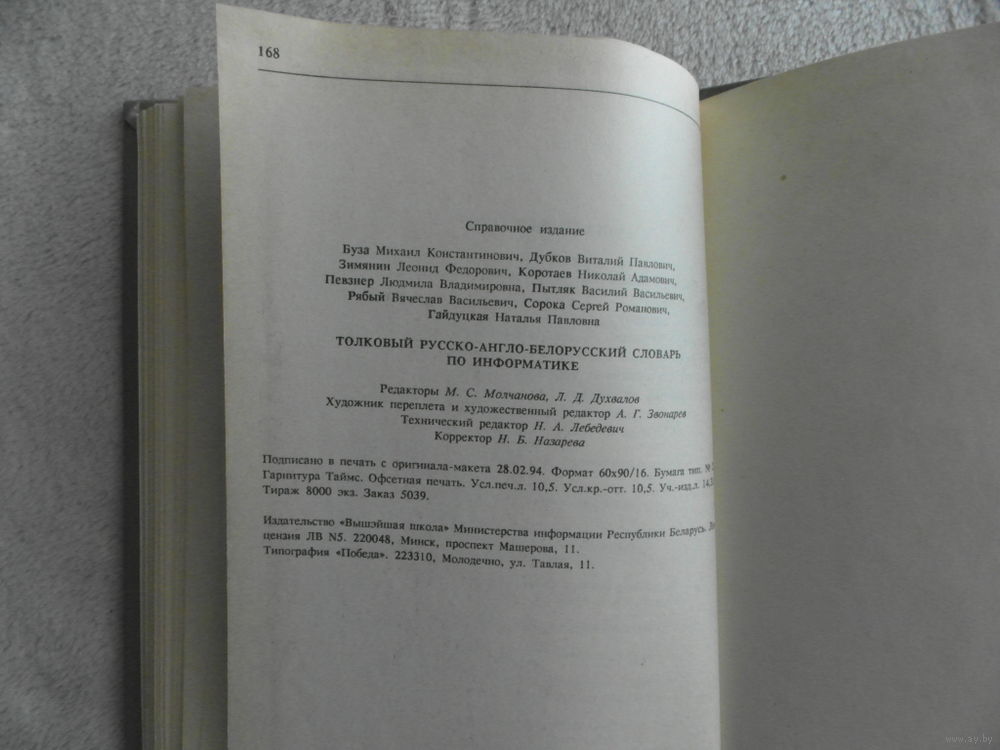 168
Справочное издание
Буза Михаил Константинович, Дубков Виталий Павлович,
Зимянин Леонид Федорович, Коротаев Николай Адамович,
Певзнер Людмила Владимировна, Пытляк Василий Васильевич,
Рябый Вячеслав Васильевич, Сорока Сергей Романович,
Гайдуцкая Наталья Павловна
ТОЛКОВЫЙ РУССКО-АНГЛО-БЕЛОРУССКИЙ СЛОВАРЬ
ПО ИНФОРМАТИКЕ
Редакторы М. С. Молчанова, Л. Д. Духвалов
Художник переплета и художественный редактор А. Г. Звонарев
Технический редактор Н. А. Лебедевич
Корректор Н. Б. Назарева
Подписано в печать с оригинала-макета 28.02.94. Формат 60х90/16. Бумага тип. №
Гарнитура Таймс. Офсетная печать. Усл.печ.л. 10,5. Усл.кр.-отт. 10,5. Уч.-изд.л.
Тираж 8000 экз. Заказ 5039.
Издательство «Вышэйшая школа» Министерства информации Республики Беларусь.
цензия ЛВ N5. 220048, Минск, проспект Машерова, 11.
Типография «Победа». 223310, Молодечно, ул. Тавлая, 11.
www.ay.by